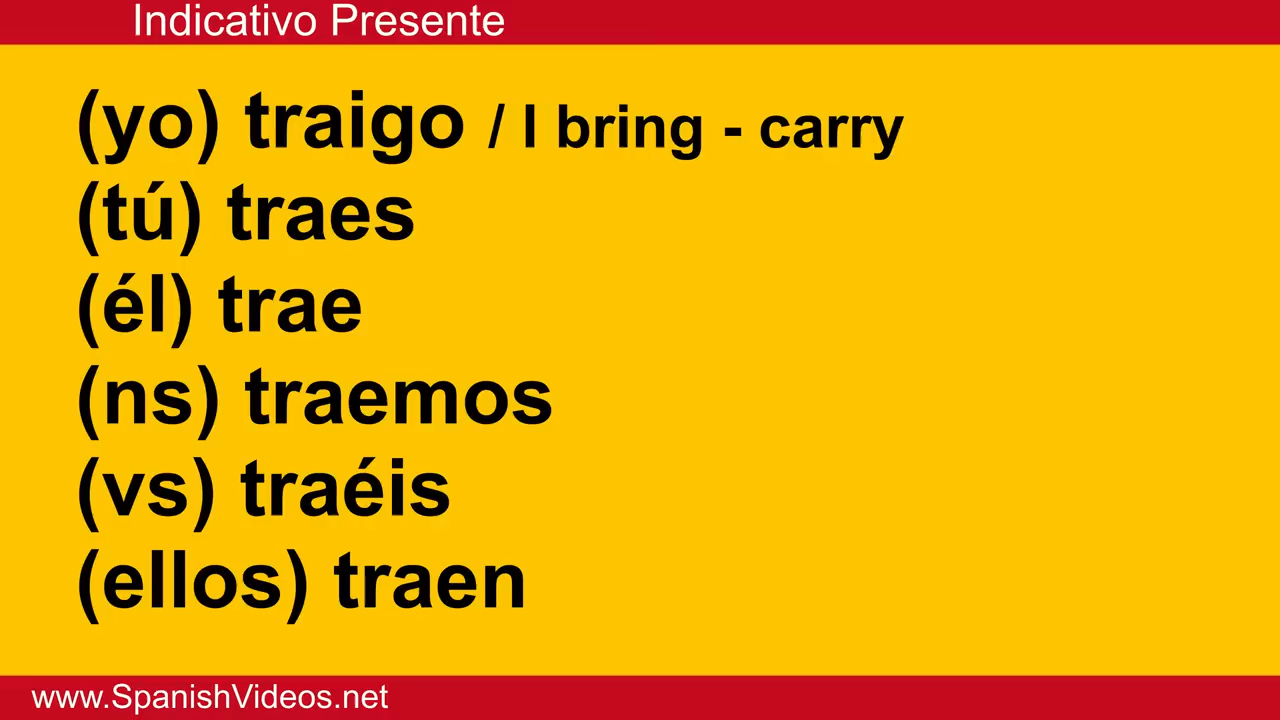 Indicativo Presente
(yo) traigo / I bring - carry
(tú) traes
(él) trae
(ns) traemos
(vs) traéis
(ellos) traen
www.SpanishVideos.net